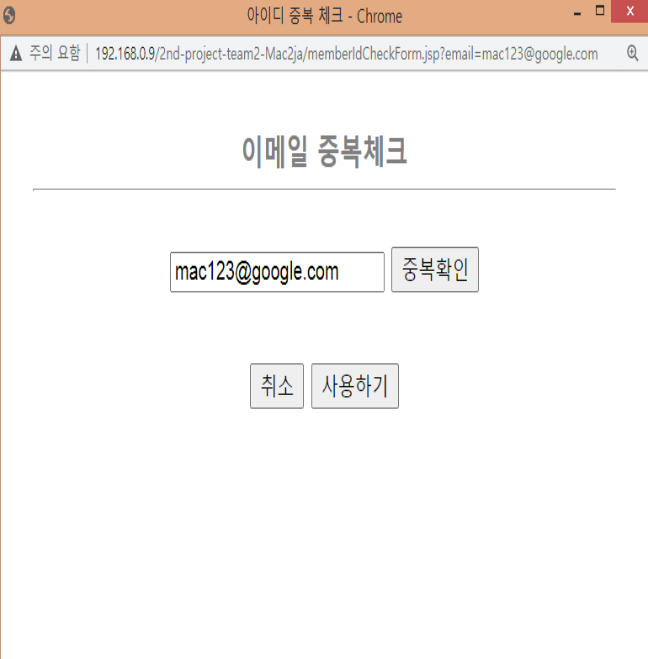 아이디 중복 체크 - Chrome
주의 요함 | 192.168.0.9/2nd-project-team2-Mac2ja/memberIdCheckForm.jsp?email=mac123@google.com
이메일 중복체크
mac123@google.com 중복확인
취소 사용하기